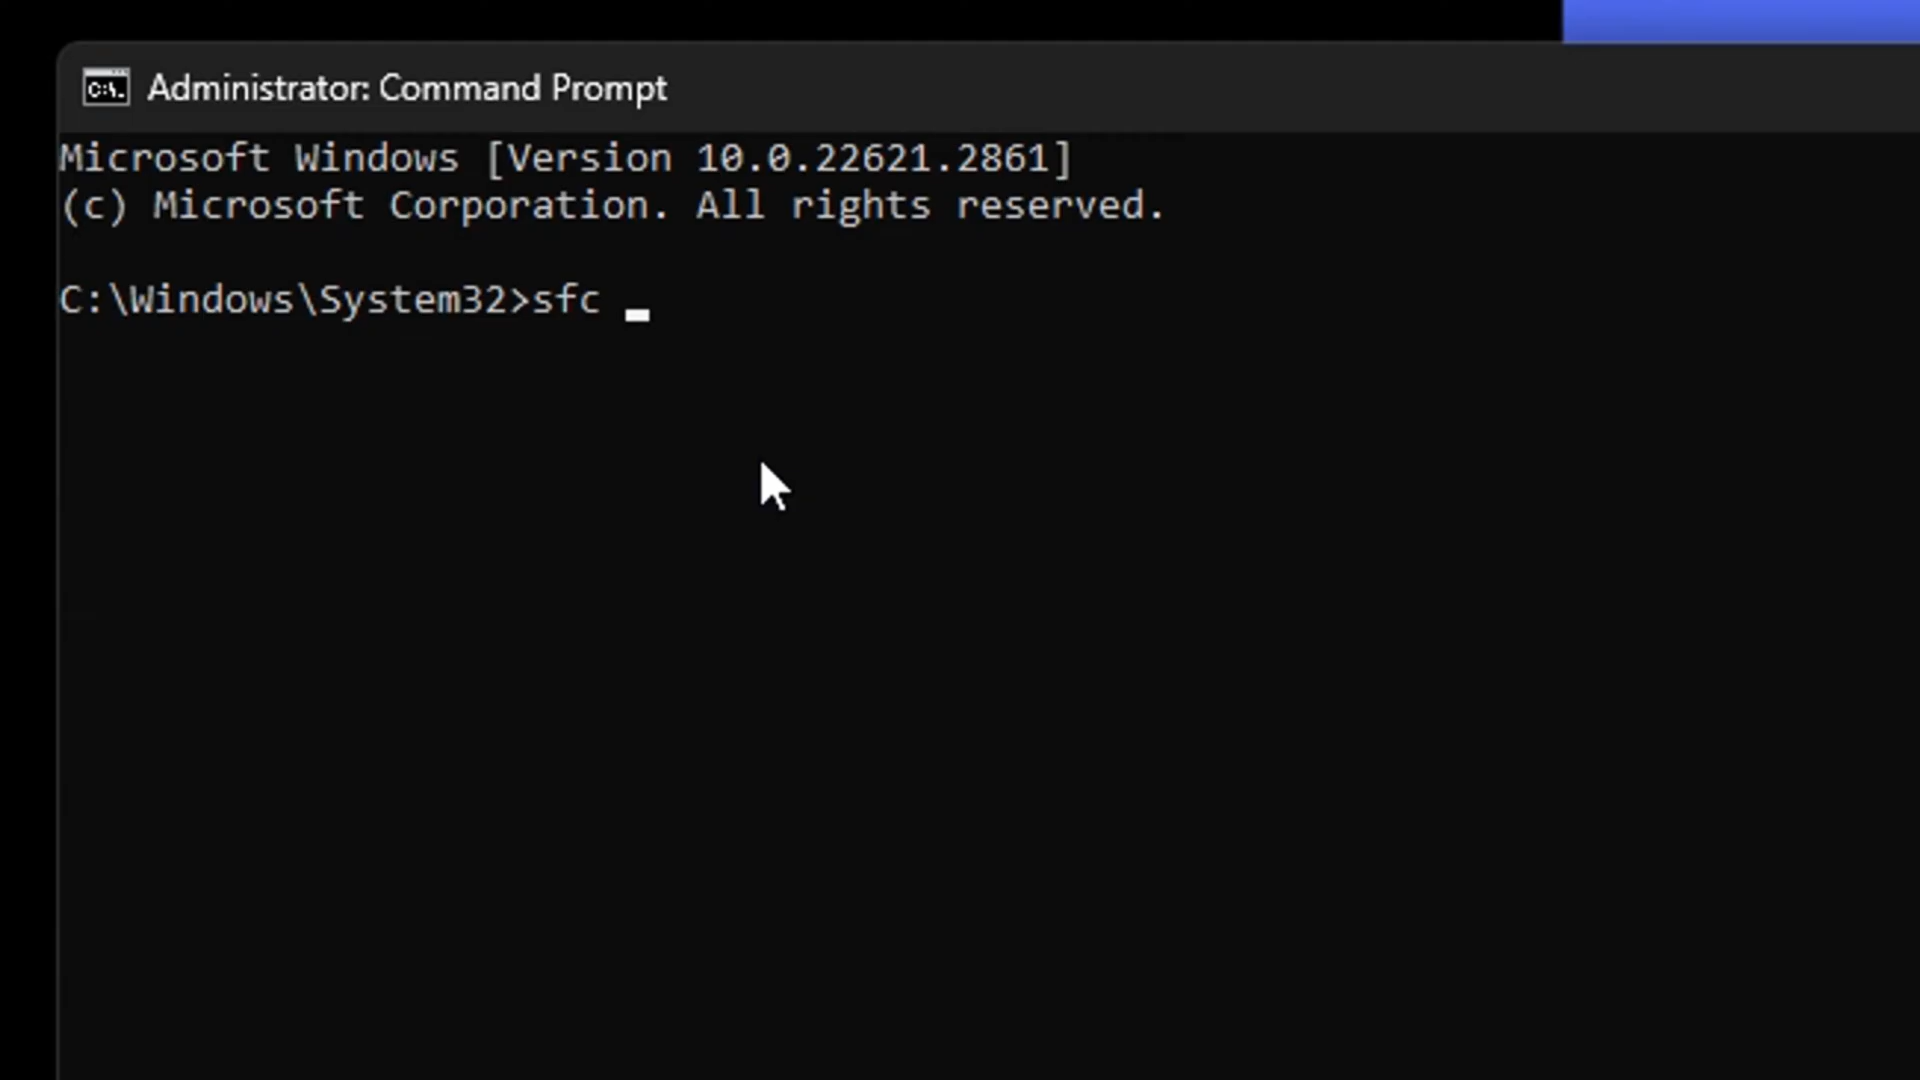 C:\.
Administrator: Command Prompt
Microsoft Windows [Version 10.0.22621.2861]
(c) Microsoft Corporation. All rights reserved.
C:\Windows\System32>sfc